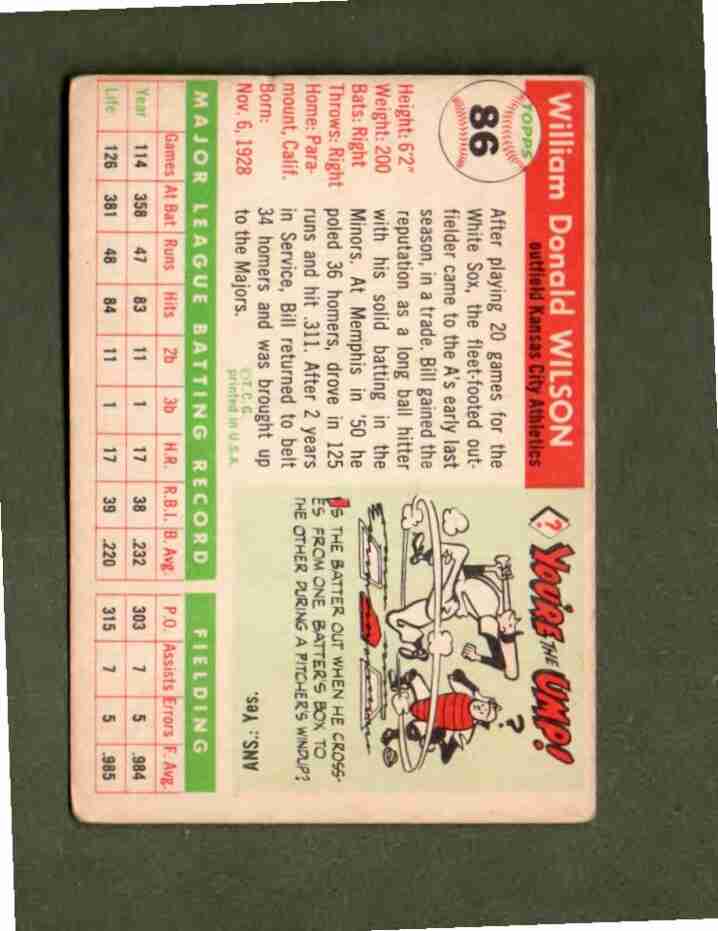 TOPPS
86
William Donald WILSON
outfield Kansas City Athletics
Height: 6'2"
Weight: 200
Bats: Right
Throws: Right
Home: Para-
mount, Calif.
Born:
Nov. 6, 1928
After playing 20 games for the
White Sox, the fleet-footed out-
fielder came to the A's early last
season, in a trade. Bill gained the
reputation as a long ball hitter
with his solid batting in the
Minors. At Memphis in '50 he
poled 36 homers, drove in 125
runs and hit .311. After 2 years
in Service, Bill returned to belt
34 homers and was brought up
to the Majors.
©T.C.G.
printed in U.S.A.
? YOU'RE THE UMP!
?
IS THE BATTER OUT WHEN HE CROSS-
ES FROM ONE BATTER'S BOX TO
THE OTHER DURING A PITCHER'S WINDUP?
ANS.: Yes.
MAJOR LEAGUE BATTING RECORD FIELDING
Games At Bat Runs Hits 2b 3b H.R. R.B.I. B. Avg. P.O. Assists Errors F. Avg.
Year 114 358 47 83 11 1 17 38 .232 303 7 5 .984
Life 126 381 48 84 11 1 17 39 .220 315 7 5 .985